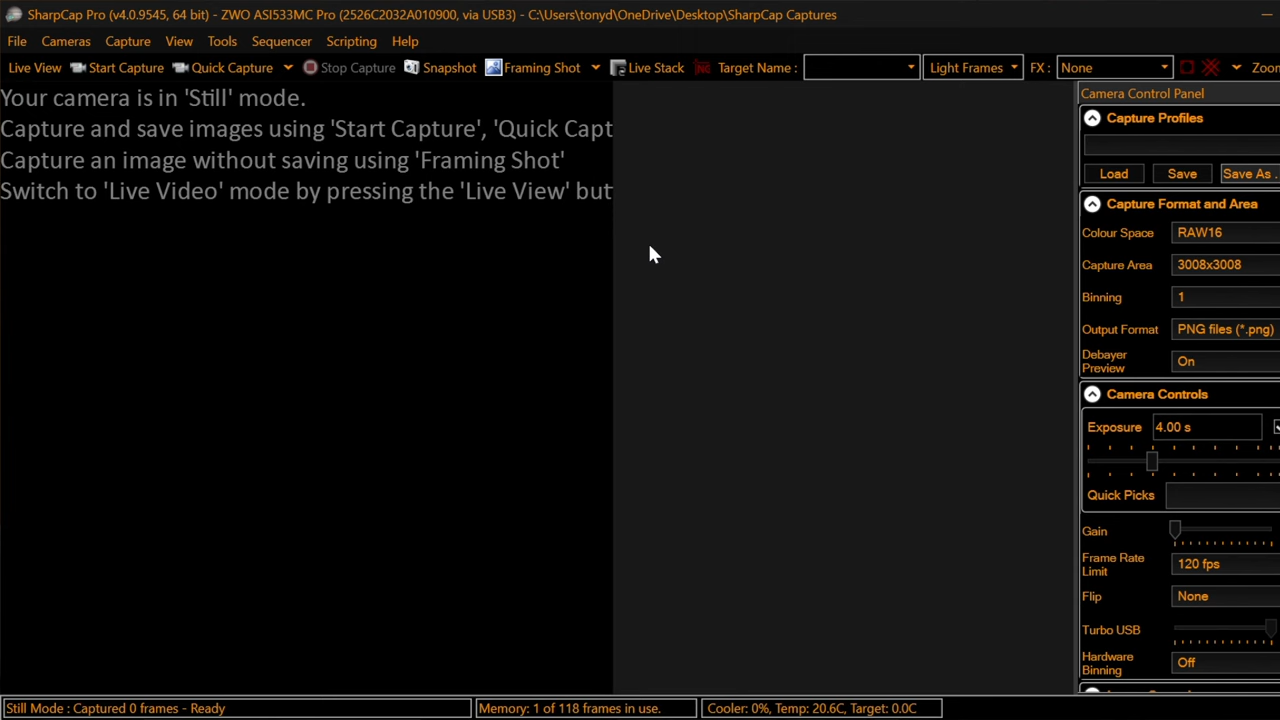 SharpCap Pro (v4.0.9545, 64 bit) - ZWO ASI533MC Pro (2526C2032A010900, via USB3) - C:\Users\tonyd\OneDrive\Desktop\SharpCap Captures
File Cameras Capture View Tools Sequencer Scripting Help
Live View Start Capture Quick Capture Stop Capture Snapshot Framing Shot Live Stack Target Name : Light Frames FX : None Zoom
Your camera is in 'Still' mode.
Capture and save images using 'Start Capture', 'Quick Capt
Capture an image without saving using 'Framing Shot'
Switch to 'Live Video' mode by pressing the 'Live View' but
Camera Control Panel
Capture Profiles
Load Save Save As .
Capture Format and Area
Colour Space RAW16
Capture Area 3008x3008
Binning 1
Output Format PNG files (*.png)
Debayer
Preview On
Camera Controls
Exposure 4.00 s
Quick Picks
Gain
Frame Rate
Limit 120 fps
Flip None
Turbo USB
Hardware
Binning Off
Still Mode : Captured 0 frames - Ready Memory: 1 of 118 frames in use. Cooler: 0%, Temp: 20.6C, Target: 0.0C